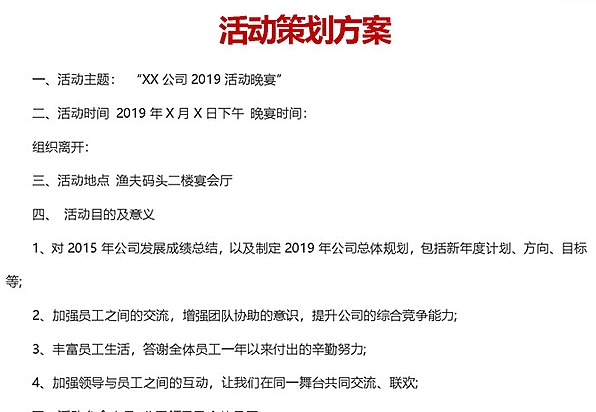 活动策划方案
一、活动主题： “XX 公司 2019 活动晚宴”
二、活动时间 2019 年 X 月 X 日下午 晚宴时间：
组织离开：
三、活动地点 渔夫码头二楼宴会厅
四、 活动目的及意义
1、对 2015 年公司发展成绩总结，以及制定 2019 年公司总体规划，包括新年度计划、方向、目标
等；
2、加强员工之间的交流，增强团队协助的意识，提升公司的综合竞争能力;
3、丰富员工生活，答谢全体员工一年以来付出的辛勤努力;
4、加强领导与员工之间的互动，让我们在同一舞台共同交流、联欢;